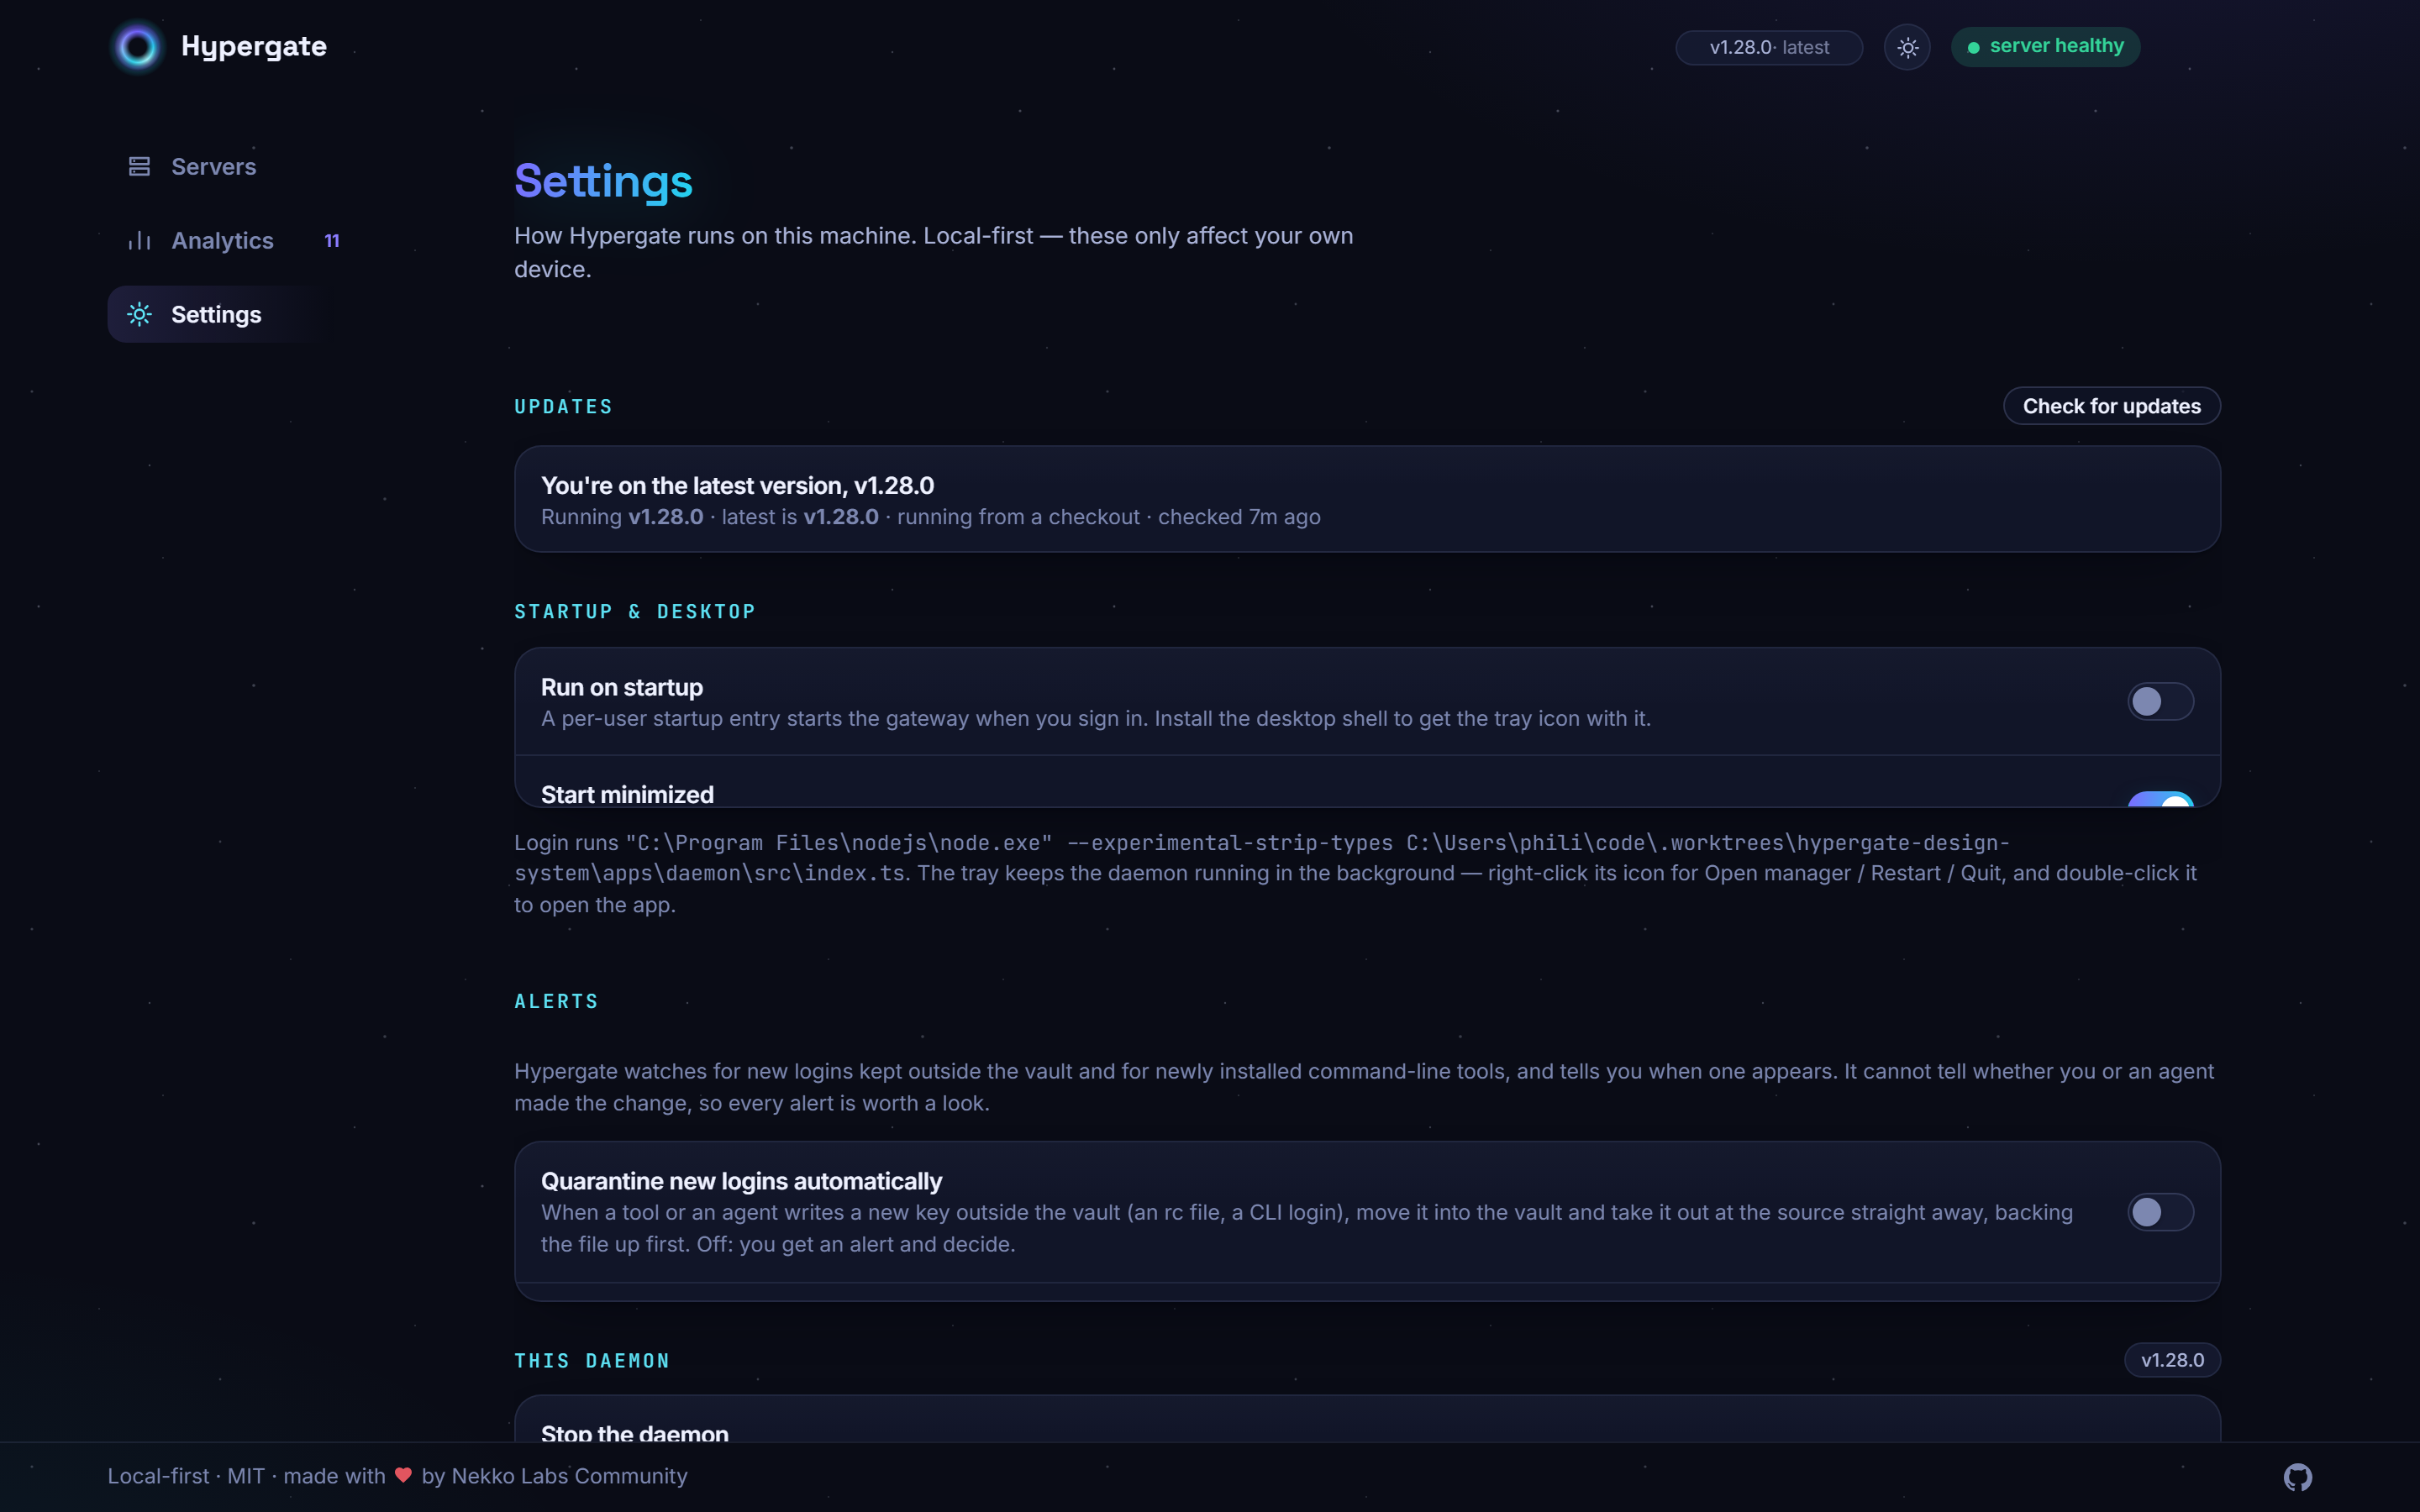 Hypergate
v1.28.0· latest
server healthy
Servers
Analytics 11
Settings
Settings
How Hypergate runs on this machine. Local-first — these only affect your own
device.
UPDATES
Check for updates
You're on the latest version, v1.28.0
Running v1.28.0 · latest is v1.28.0 · running from a checkout · checked 7m ago
STARTUP & DESKTOP
Run on startup
A per-user startup entry starts the gateway when you sign in. Install the desktop shell to get the tray icon with it.
Start minimized
Login runs "C:\Program Files\nodejs\node.exe" --experimental-strip-types C:\Users\phili\code\.worktrees\hypergate-design-
system\apps\daemon\src\index.ts. The tray keeps the daemon running in the background — right-click its icon for Open manager / Restart / Quit, and double-click it
to open the app.
ALERTS
Hypergate watches for new logins kept outside the vault and for newly installed command-line tools, and tells you when one appears. It cannot tell whether you or an agent
made the change, so every alert is worth a look.
Quarantine new logins automatically
When a tool or an agent writes a new key outside the vault (an rc file, a CLI login), move it into the vault and take it out at the source straight away, backing
the file up first. Off: you get an alert and decide.
THIS DAEMON
v1.28.0
Stop the daemon
Local-first · MIT · made with ♥ by Nekko Labs Community